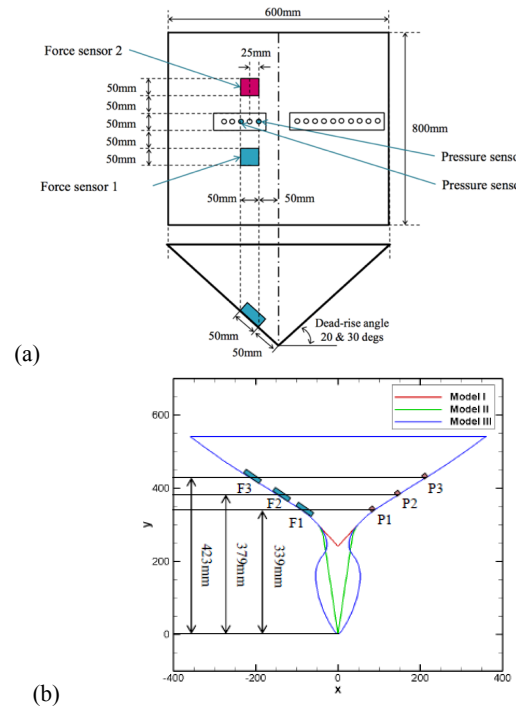 600mm
Force sensor 2
25mm
50mm
50mm
50mm
50mm
50mm
800mm
Force sensor 1
Pressure senso
Pressure senso
50mm
50mm
50mm
50mm
Dead-rise angle
20 & 30 degs
(a)
Model I
Model II
Model III
600
400
200
0
y
F3
F2
F1
P3
P2
P1
423mm
379mm
339mm
-400
-200
0
200
400
x
(b)